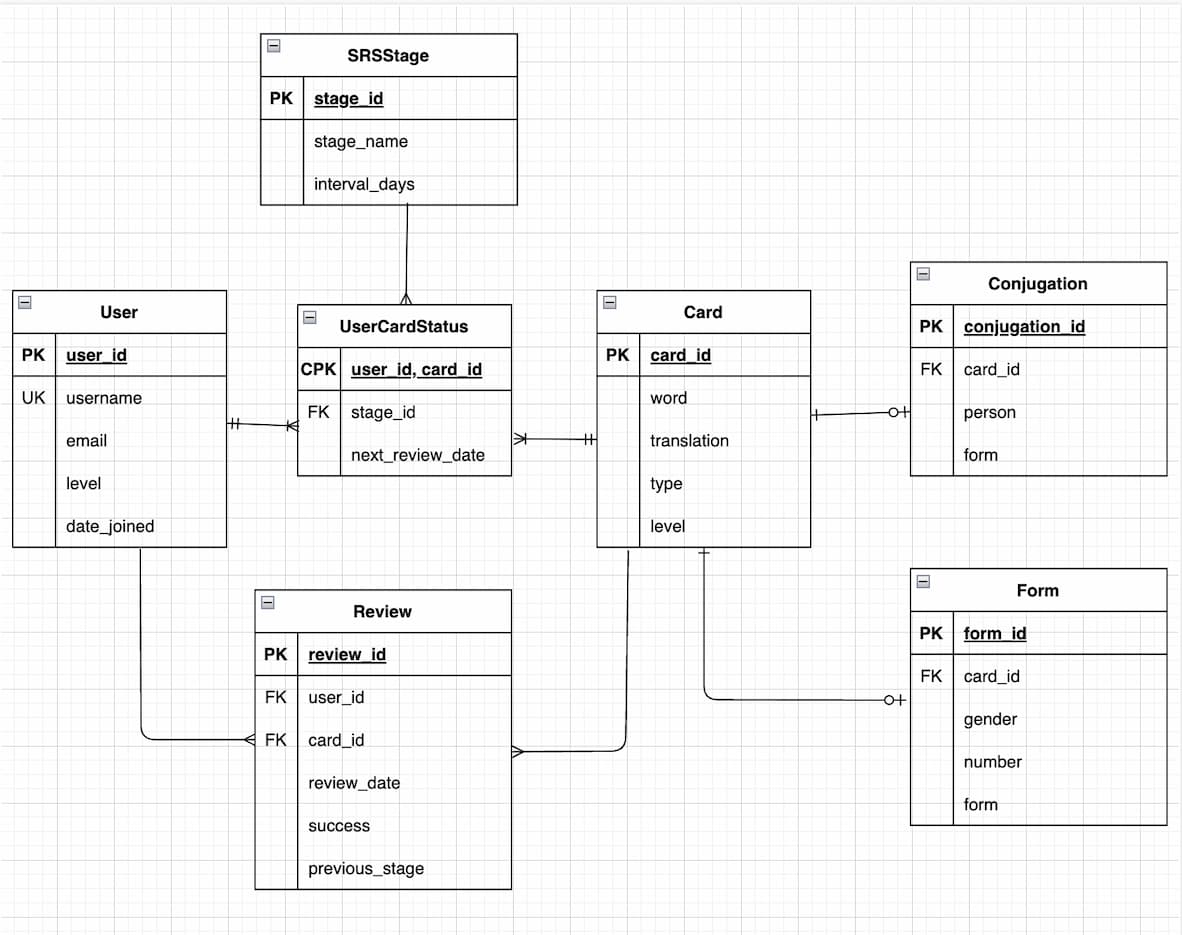 SRSStage
PK stage_id
stage_name
interval_days
User
PK user_id
UK username
email
level
date_joined
UserCardStatus
CPK user_id, card_id
FK stage_id
next_review_date
Card
PK card_id
word
translation
type
level
Conjugation
PK conjugation_id
FK card_id
person
form
Review
PK review_id
FK user_id
FK card_id
review_date
success
previous_stage
Form
PK form_id
FK card_id
gender
number
form